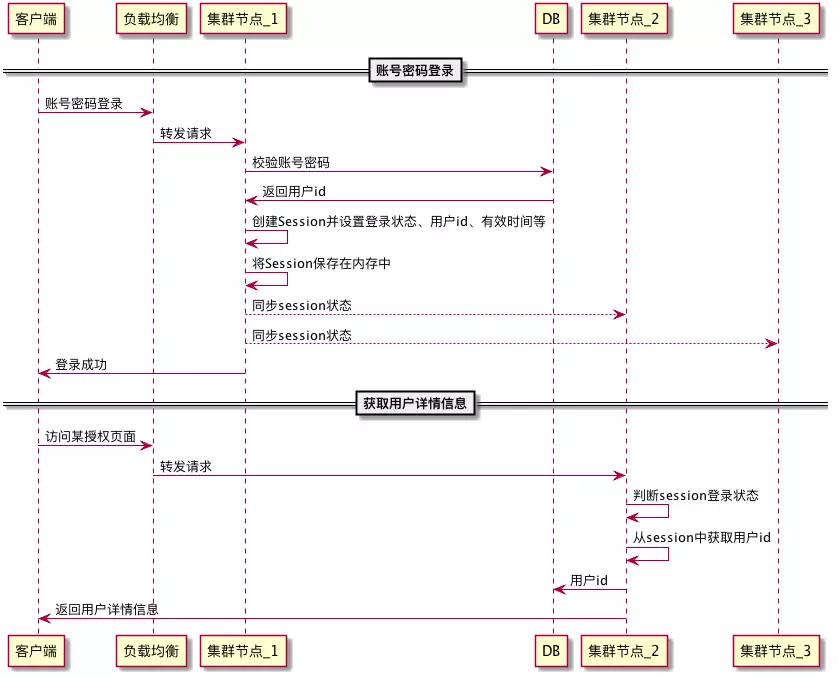 客户端 负载均衡 集群节点_1 DB 集群节点_2 集群节点_3
账号密码登录
账号密码登录
转发请求
校验账号密码
返回用户id
创建Session并设置登录状态、用户id、有效时间等
将Session保存在内存中
同步session状态
同步session状态
登录成功
获取用户详情信息
访问某授权页面
转发请求
判断session登录状态
从session中获取用户id
用户id
返回用户详情信息
客户端 负载均衡 集群节点_1 DB 集群节点_2 集群节点_3